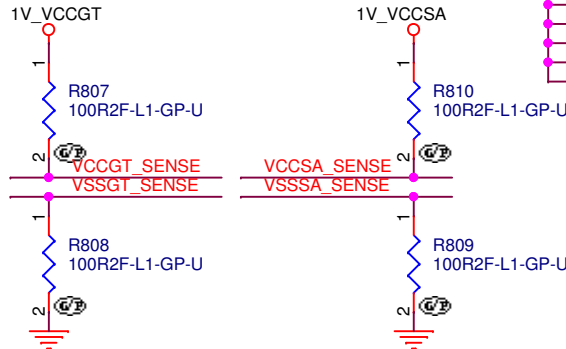 1V_VCCGT
1V_VCCSA
1
1
R807
100R2F-L1-GP-U
R810
100R2F-L1-GP-U
2
G/P
2
G/P
VCCGT_SENSE
VSSGT_SENSE
VCCSA_SENSE
VSSSA_SENSE
1
1
R808
100R2F-L1-GP-U
R809
100R2F-L1-GP-U
2
G/P
2
G/P